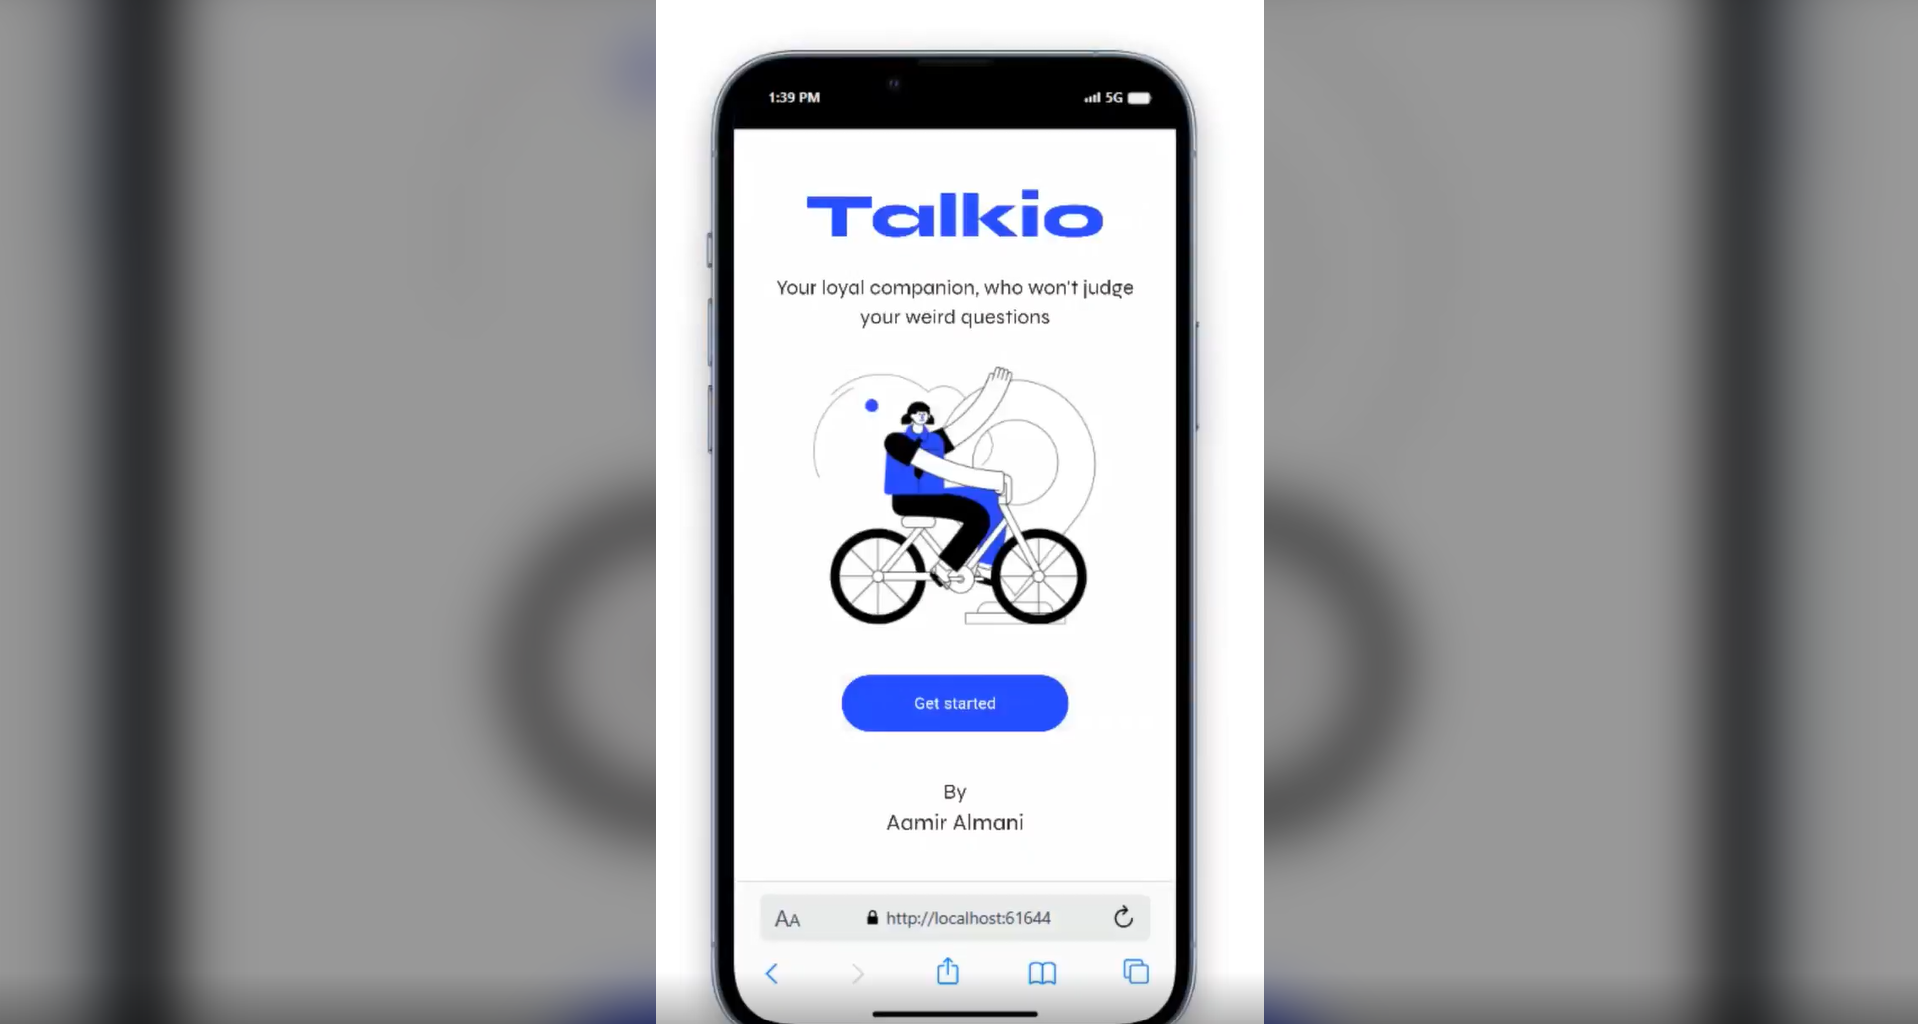 1:39 PM
5G
Talkio
Your loyal companion, who won't judge
your weird questions
Get started
By
Aamir Almani
AA
http://localhost:61644